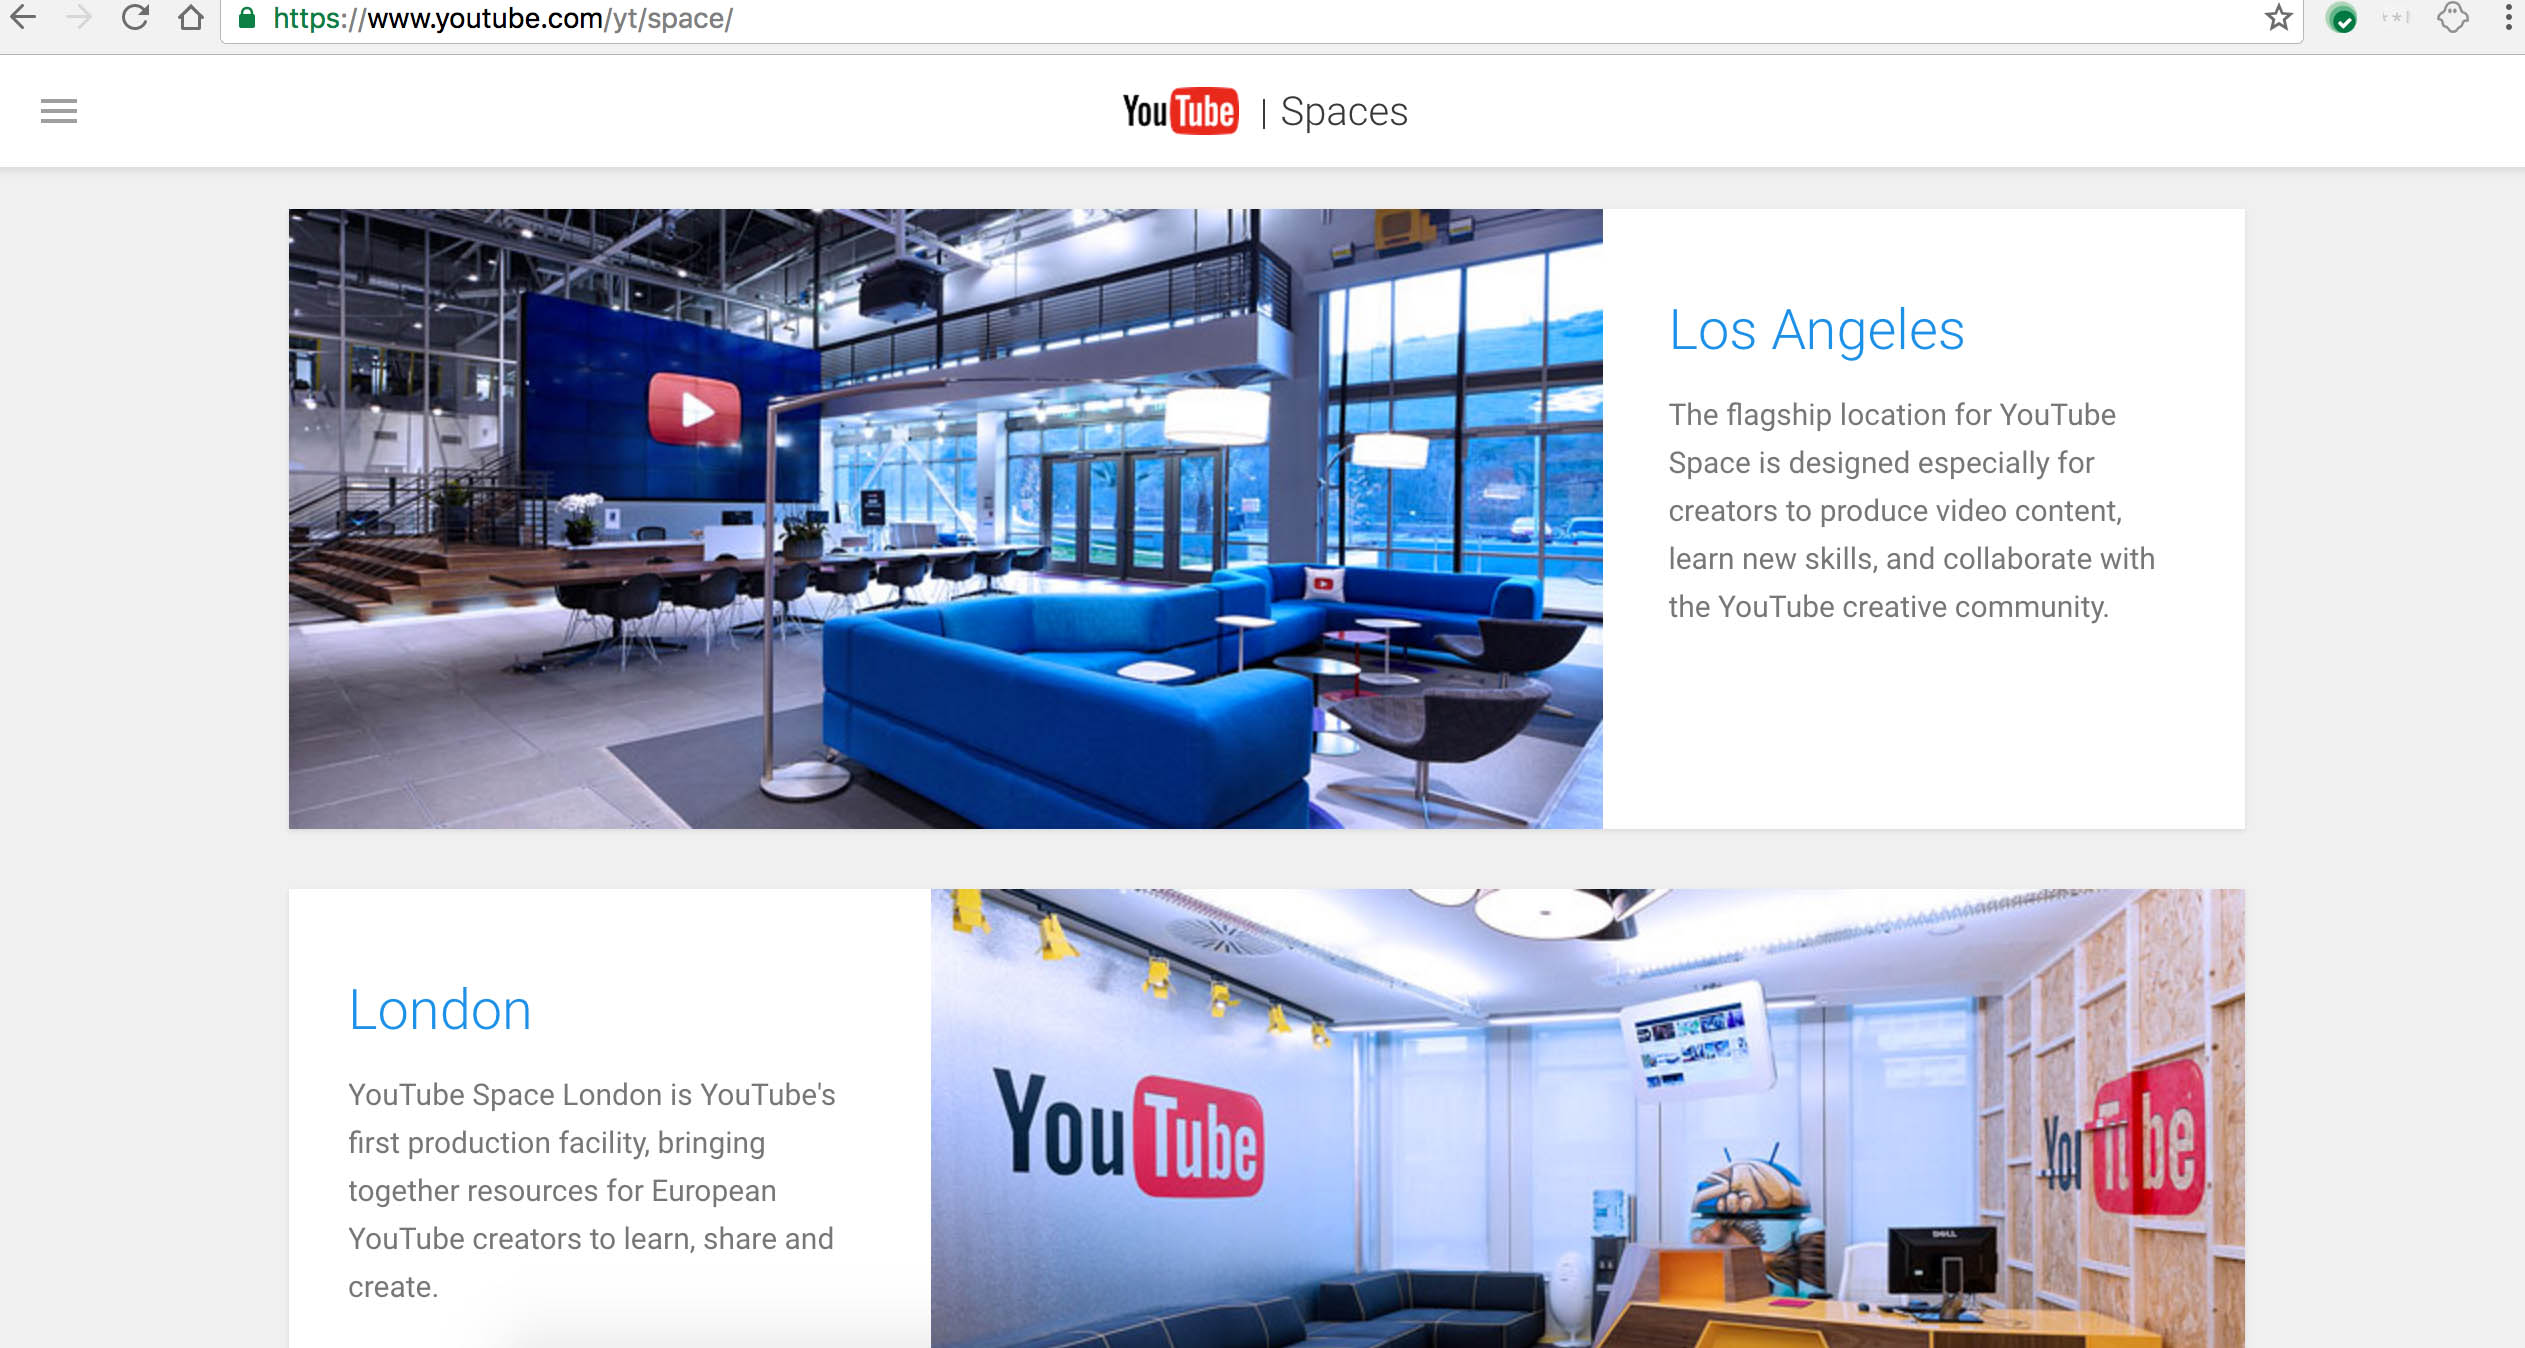 https://www.youtube.com/yt/space/
YouTube | Spaces
Los Angeles
The flagship location for YouTube
Space is designed especially for
creators to produce video content,
learn new skills, and collaborate with
the YouTube creative community.
London
YouTube Space London is YouTube's
first production facility, bringing
together resources for European
YouTube creators to learn, share and
create.
YouTube
YouTube
DELL